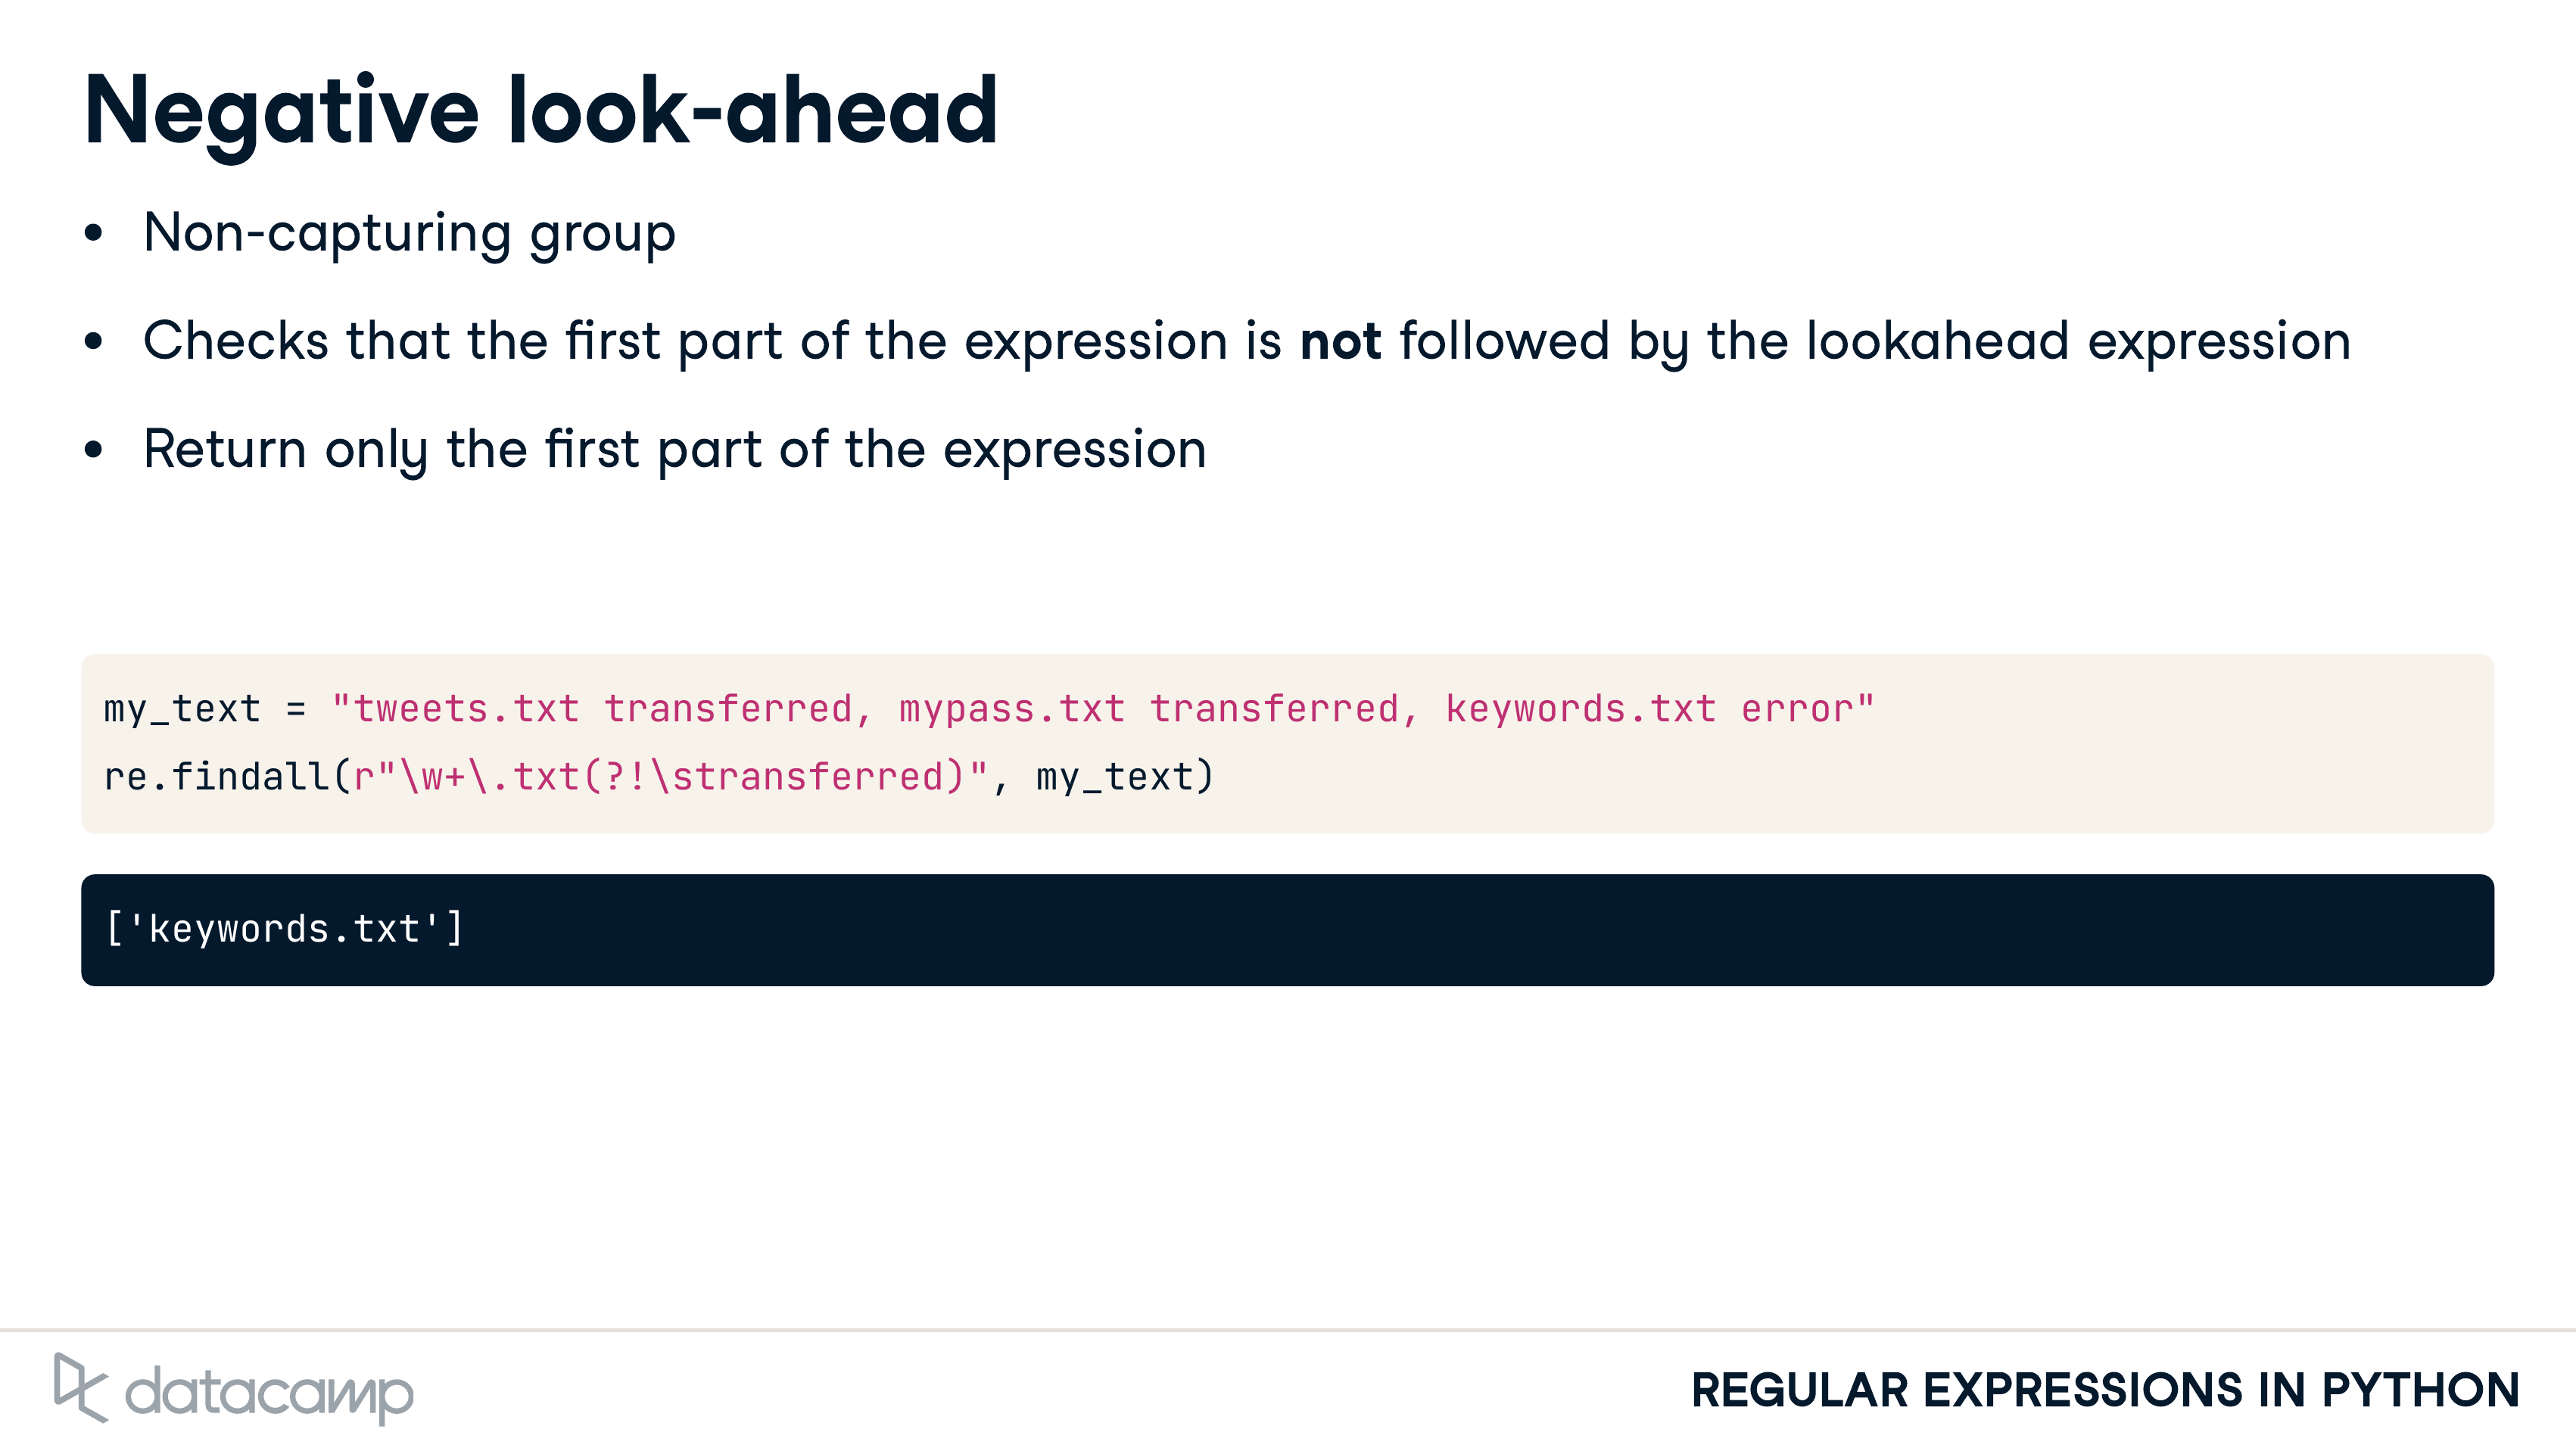 Negative look-ahead
• Non-capturing group
• Checks that the first part of the expression is not followed by the lookahead expression
• Return only the first part of the expression
my_text = "tweets.txt transferred, mypass.txt transferred, keywords.txt error"
re.findall(r"\w+\.txt(?!\stransferred)", my_text)
['keywords.txt']
datacamp
REGULAR EXPRESSIONS IN PYTHON